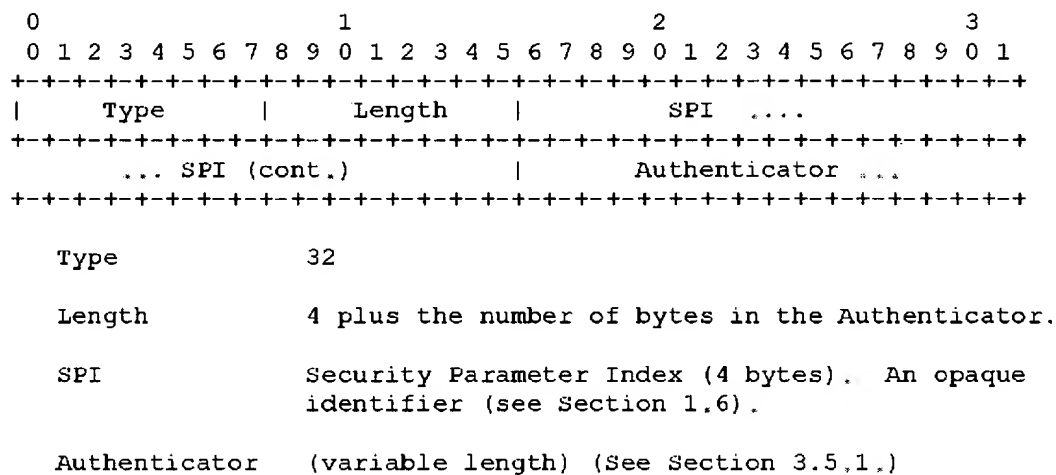 0                   1                   2                   3
0 1 2 3 4 5 6 7 8 9 0 1 2 3 4 5 6 7 8 9 0 1 2 3 4 5 6 7 8 9 0 1
+-+-+-+-+-+-+-+-+-+-+-+-+-+-+-+-+-+-+-+-+-+-+-+-+-+-+-+-+-+-+-+-+
|     Type      |     Length    |         SPI  ....
+-+-+-+-+-+-+-+-+-+-+-+-+-+-+-+-+-+-+-+-+-+-+-+-+-+-+-+-+-+-+-+-+
       ... SPI (cont.)          |       Authenticator ...
+-+-+-+-+-+-+-+-+-+-+-+-+-+-+-+-+-+-+-+-+-+-+-+-+-+-+-+-+-+-+-+-+
Type            32
Length          4 plus the number of bytes in the Authenticator.
SPI             Security Parameter Index (4 bytes).  An opaque
identifier (see Section 1.6).
Authenticator   (variable length) (See Section 3.5.1.)